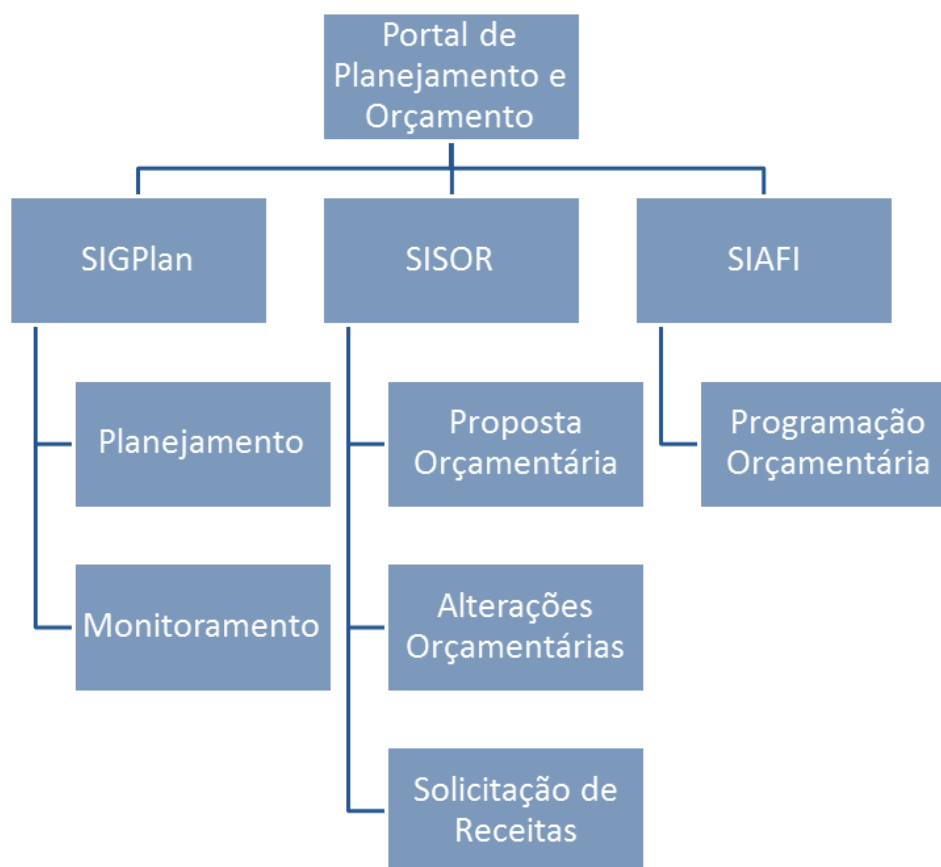 Portal de
Planejamento e
Orçamento
SIGPlan
SISOR
SIAFI
Planejamento
Monitoramento
Proposta
Orçamentária
Alterações
Orçamentárias
Solicitação de
Receitas
Programação
Orçamentária